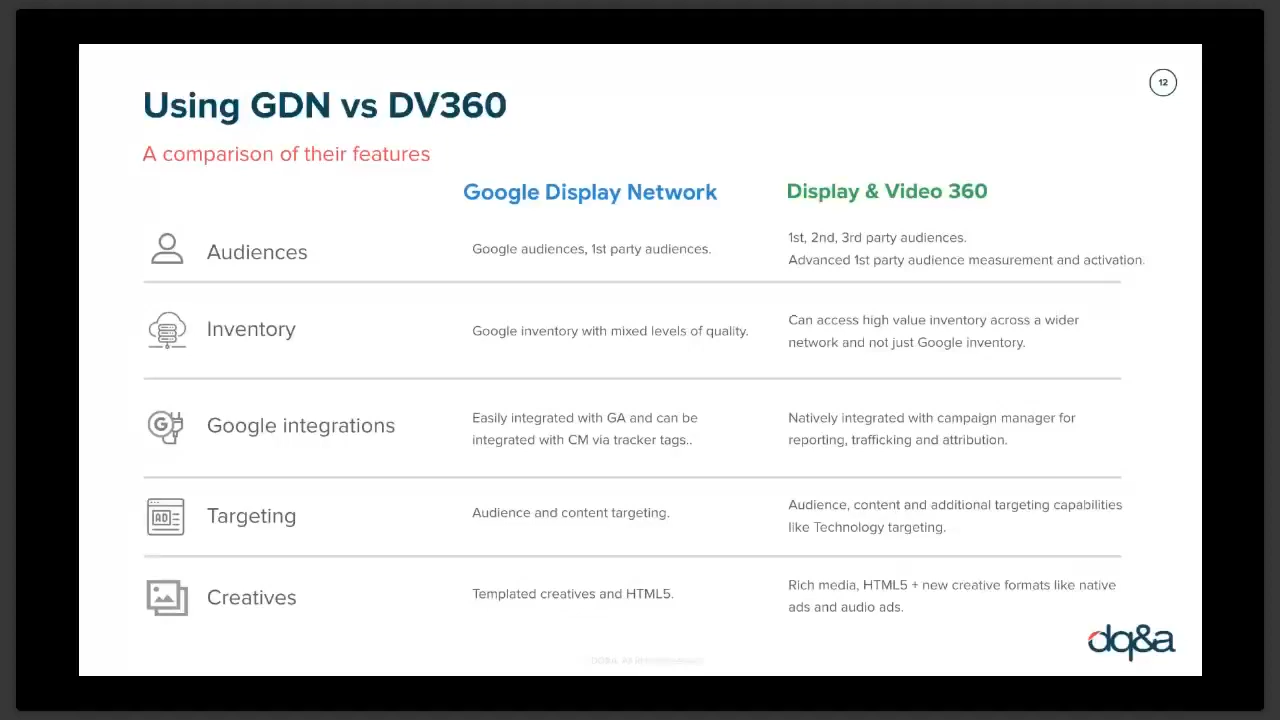 12
Using GDN vs DV360
A comparison of their features
Google Display Network
Display & Video 360
Audiences
Google audiences, 1st party audiences.
1st, 2nd, 3rd party audiences.
Advanced 1st party audience measurement and activation.
Inventory
Google inventory with mixed levels of quality.
Can access high value inventory across a wider
network and not just Google inventory.
Google integrations
Easily integrated with GA and can be
integrated with CM via tracker tags..
Natively integrated with campaign manager for
reporting, trafficking and attribution.
Targeting
AD
Audience and content targeting.
Audience, content and additional targeting capabilities
like Technology targeting.
Creatives
Templated creatives and HTML5.
Rich media, HTML5 + new creative formats like native
ads and audio ads.
dq&a